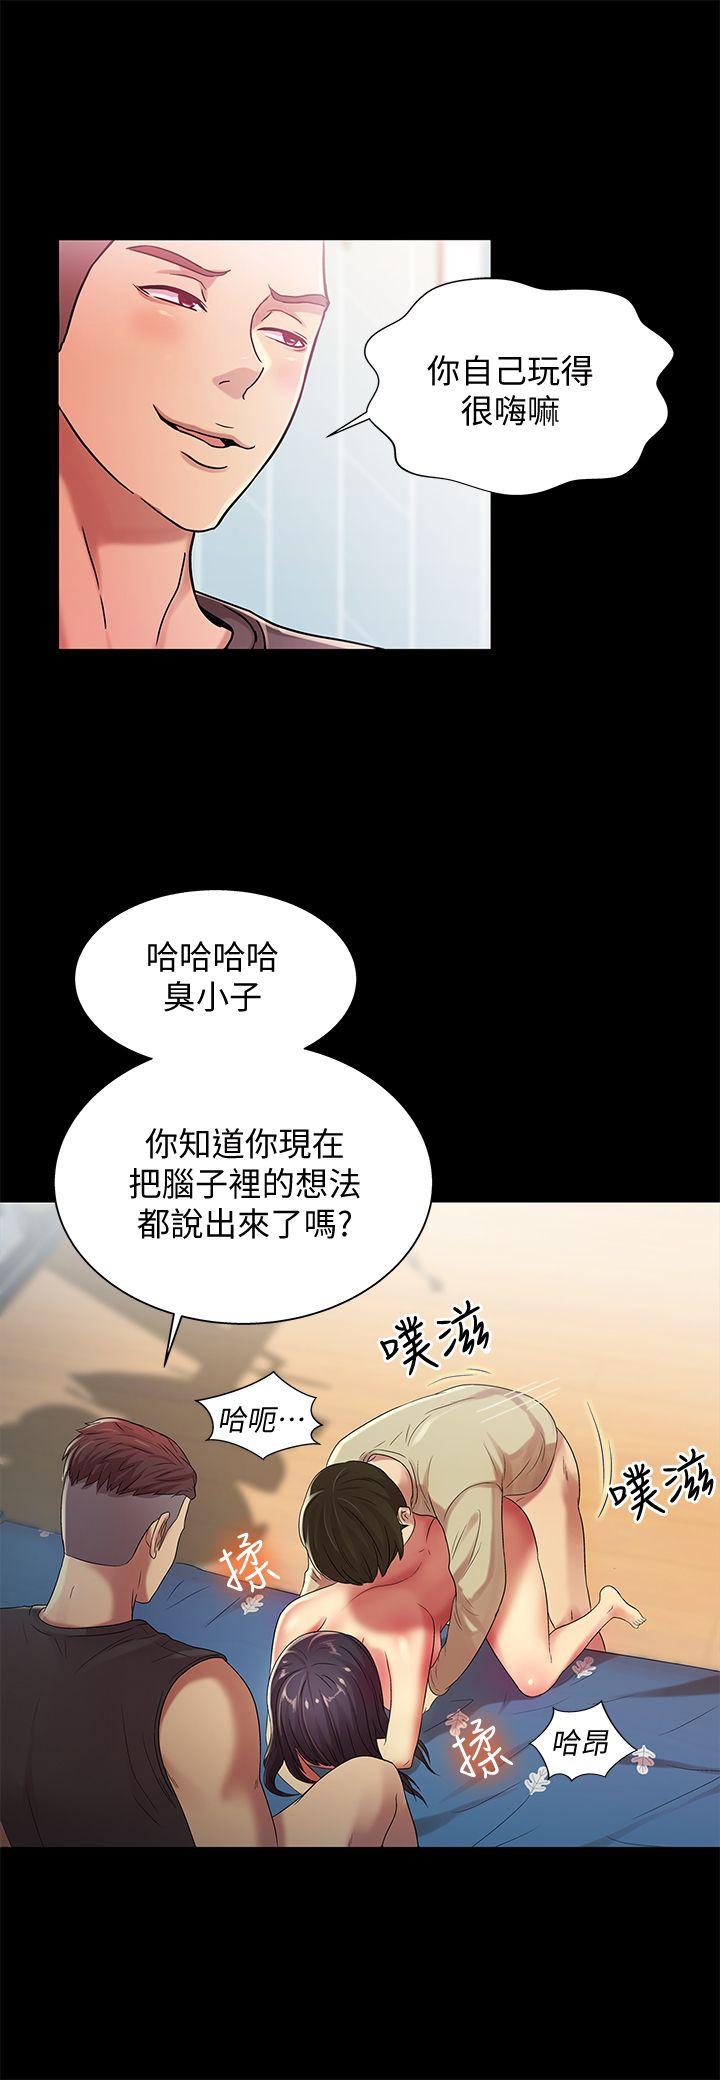 你自己玩得
很嗨嘛
哈哈哈哈
臭小子
你知道你現在
把腦子裡的想法
都說出來了嗎?
噗滋
哈呃…
噗滋
揉
揉
哈昂